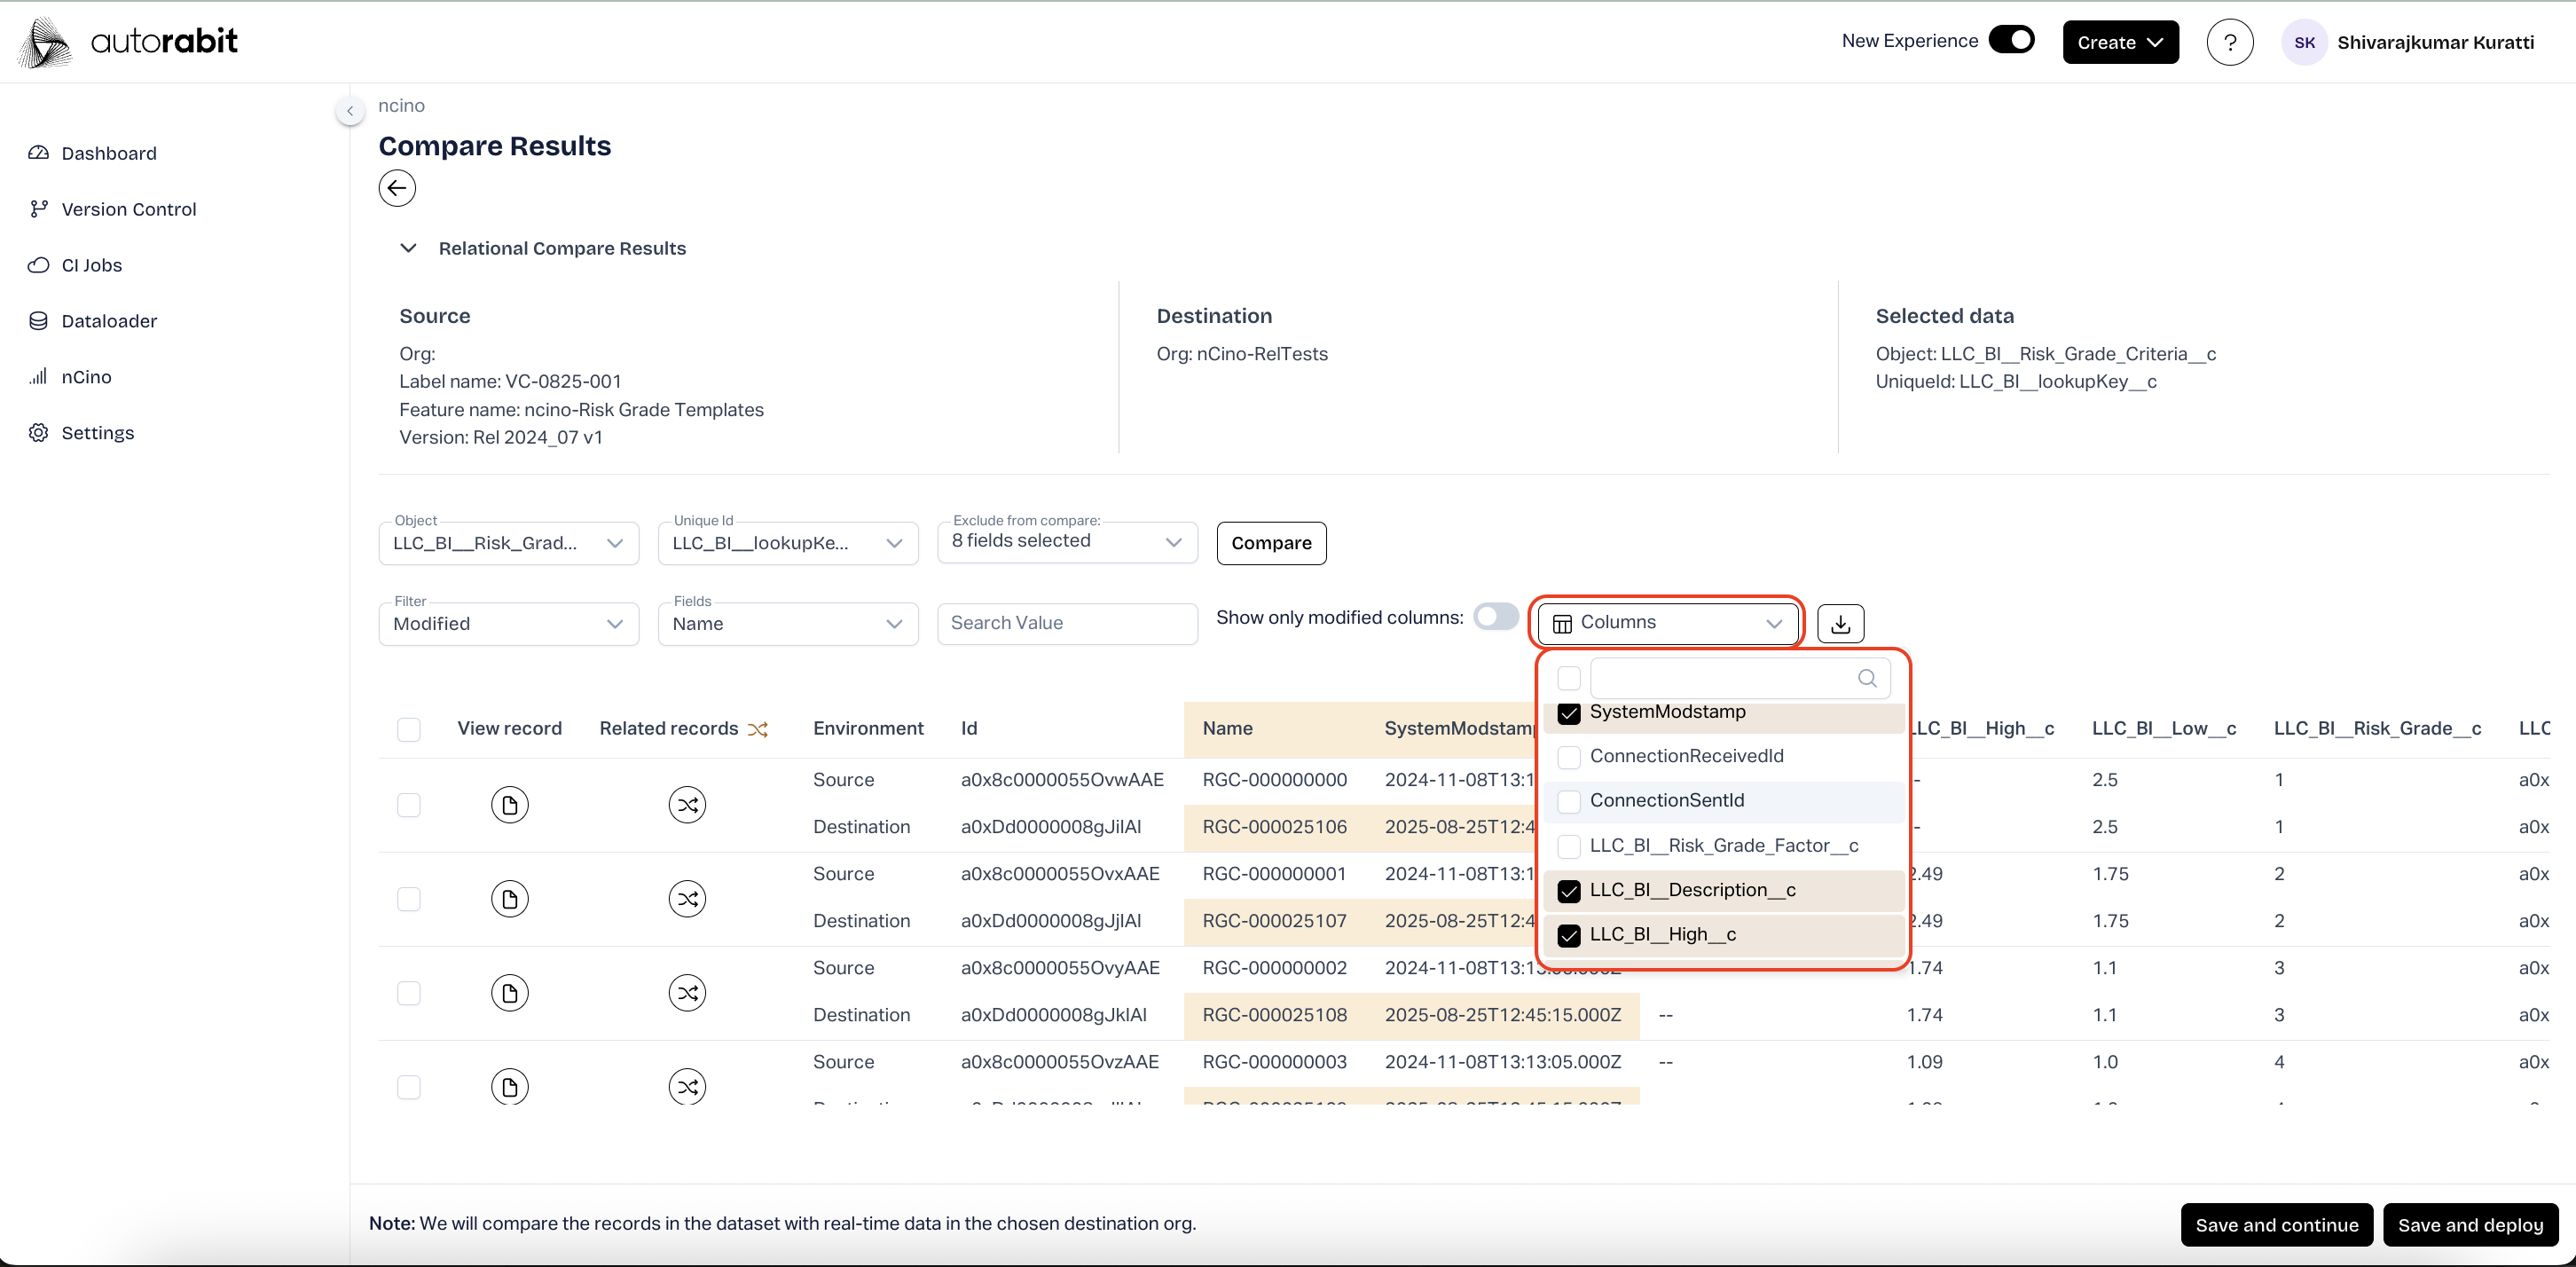 autorabit
New Experience
Create
?
SK
Shivarajkumar Kuratti
Dashboard
Version Control
CI Jobs
Dataloader
nCino
Settings
ncino
Compare Results
Relational Compare Results
Source
Org:
Label name: VC-0825-001
Feature name: ncino-Risk Grade Templates
Version: Rel 2024_07 v1
Destination
Org: nCino-RelTests
Selected data
Object: LLC_BI__Risk_Grade_Criteria__c
UniqueId: LLC_BI__lookupKey__c
Object
LLC_BI__Risk_Grad...
Unique Id
LLC_BI__lookupKe...
Exclude from compare:
8 fields selected
Compare
Filter
Modified
Fields
Name
Search Value
Show only modified columns:
Columns
SystemModstamp
ConnectionReceivedId
ConnectionSentId
LLC_BI__Risk_Grade_Factor__c
LLC_BI__Description__c
LLC_BI__High__c
View record Related records Environment Id Name SystemModstamp LLC_BI__High__c LLC_BI__Low__c LLC_BI__Risk_Grade__c LLC
Source a0x8c0000055OvwAAE RGC-000000000 2024-11-08T13:1 - 2.5 1 a0x
Destination a0xDd0000008gJiIAI RGC-000025106 2025-08-25T12:4 - 2.5 1 a0x
Source a0x8c0000055OvxAAE RGC-000000001 2024-11-08T13:1 2.49 1.75 2 a0x
Destination a0xDd0000008gJjIAI RGC-000025107 2025-08-25T12:4 2.49 1.75 2 a0x
Source a0x8c0000055OvyAAE RGC-000000002 2024-11-08T13:13 1.74 1.1 3 a0x
Destination a0xDd0000008gJkIAI RGC-000025108 2025-08-25T12:45:15.000Z -- 1.74 1.1 3 a0x
Source a0x8c0000055OvzAAE RGC-000000003 2024-11-08T13:13:05.000Z -- 1.09 1.0 4 a0x
Note: We will compare the records in the dataset with real-time data in the chosen destination org.
Save and continue
Save and deploy